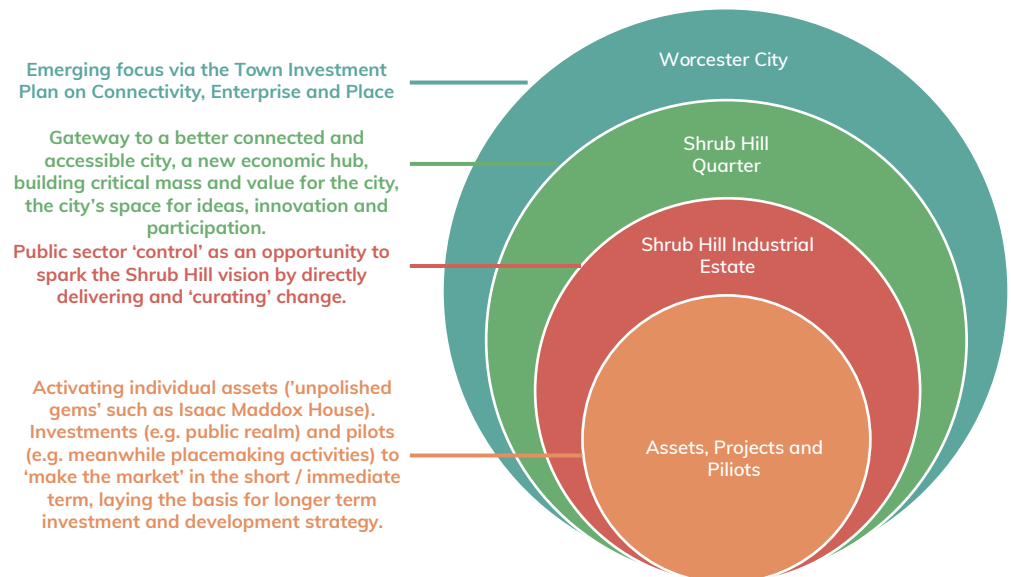 Emerging focus via the Town Investment
Plan on Connectivity, Enterprise and Place
Gateway to a better connected and
accessible city, a new economic hub,
building critical mass and value for the city,
the city’s space for ideas, innovation and
participation.
Public sector ‘control’ as an opportunity to
spark the Shrub Hill vision by directly
delivering and ‘curating’ change.
Activating individual assets (’unpolished
gems’ such as Isaac Maddox House).
Investments (e.g. public realm) and pilots
(e.g. meanwhile placemaking activities) to
‘make the market’ in the short / immediate
term, laying the basis for longer term
investment and development strategy.
Worcester City
Shrub Hill
Quarter
Shrub Hill Industrial
Estate
Assets, Projects and
Piliots